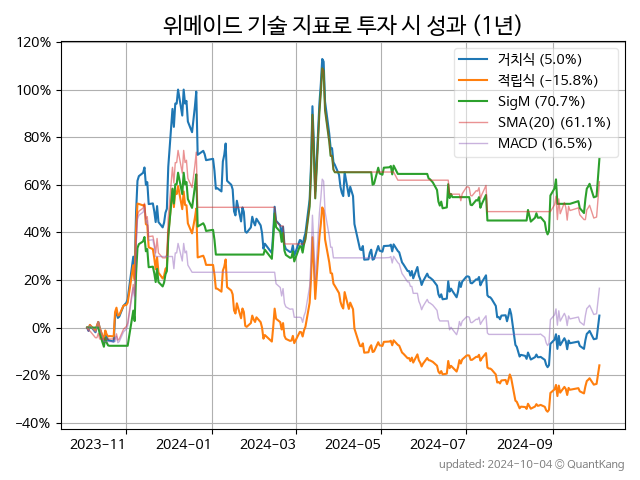 위메이드 기술 지표로 투자 시 성과 (1년)
120%
100%
80%
60%
40%
20%
0%
−20%
−40%
거치식 (5.0%)
적립식 (-15.8%)
SigM (70.7%)
SMA(20) (61.1%)
MACD (16.5%)
2023-11
2024-01
2024-03
2024-05
2024-07
2024-09
updated: 2024-10-04 © QuantKang